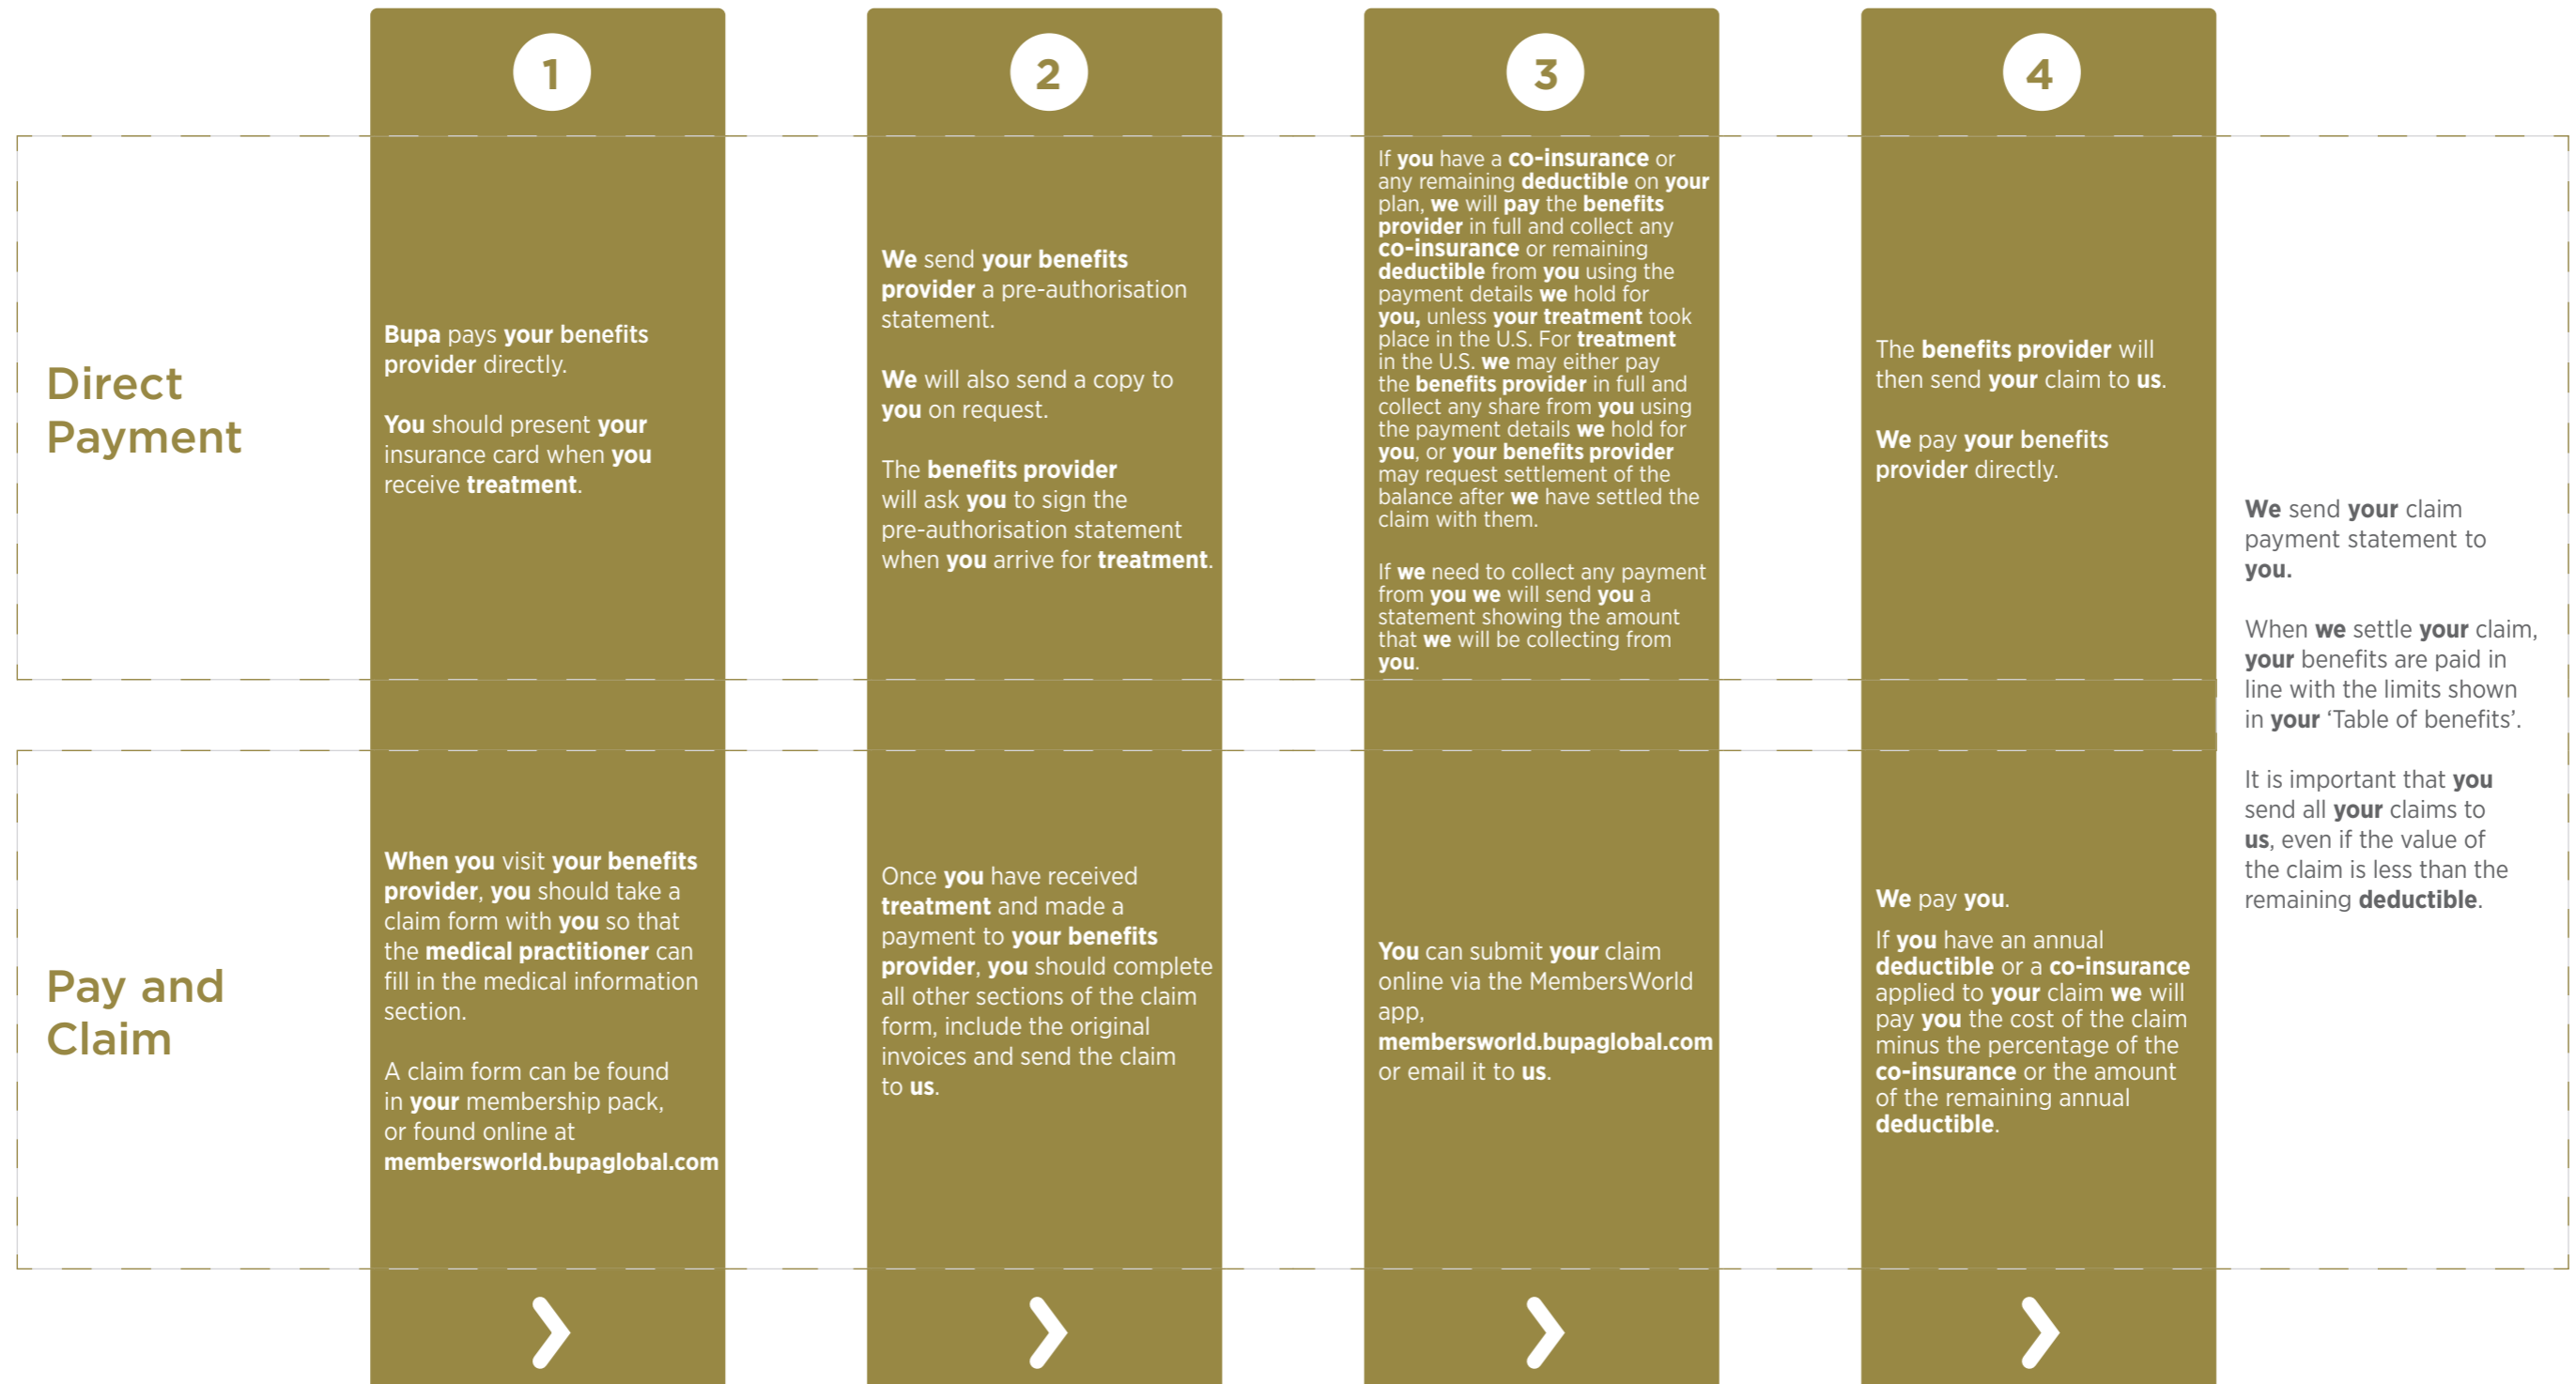 1
2
3
4
Direct
Payment
Bupa pays your benefits
provider directly.
You should present your
insurance card when you
receive treatment.
We send your benefits
provider a pre-authorisation
statement.
We will also send a copy to
you on request.
The benefits provider
will ask you to sign the
pre-authorisation statement
when you arrive for treatment.
If you have a co-insurance or
any remaining deductible on your
plan, we will pay the benefits
provider in full and collect any
co-insurance or remaining
deductible from you using the
payment details we hold for
you, unless your treatment took
place in the U.S. For treatment
in the U.S. we may either pay
the benefits provider in full and
collect any share from you using
the payment details we hold for
you, or your benefits provider
may request settlement of the
balance after we have settled the
claim with them.
If we need to collect any payment
from you we will send you a
statement showing the amount
that we will be collecting from
you.
The benefits provider will
then send your claim to us.
We pay your benefits
provider directly.
Pay and
Claim
When you visit your benefits
provider, you should take a
claim form with you so that
the medical practitioner can
fill in the medical information
section.
A claim form can be found
in your membership pack,
or found online at
membersworld.bupaglobal.com
Once you have received
treatment and made a
payment to your benefits
provider, you should complete
all other sections of the claim
form, include the original
invoices and send the claim
to us.
You can submit your claim
online via the MembersWorld
app,
membersworld.bupaglobal.com
or email it to us.
We pay you.
If you have an annual
deductible or a co-insurance
applied to your claim we will
pay you the cost of the claim
minus the percentage of the
co-insurance or the amount
of the remaining annual
deductible.
We send your claim
payment statement to
you.
When we settle your claim,
your benefits are paid in
line with the limits shown
in your ‘Table of benefits’.
It is important that you
send all your claims to
us, even if the value of
the claim is less than the
remaining deductible.